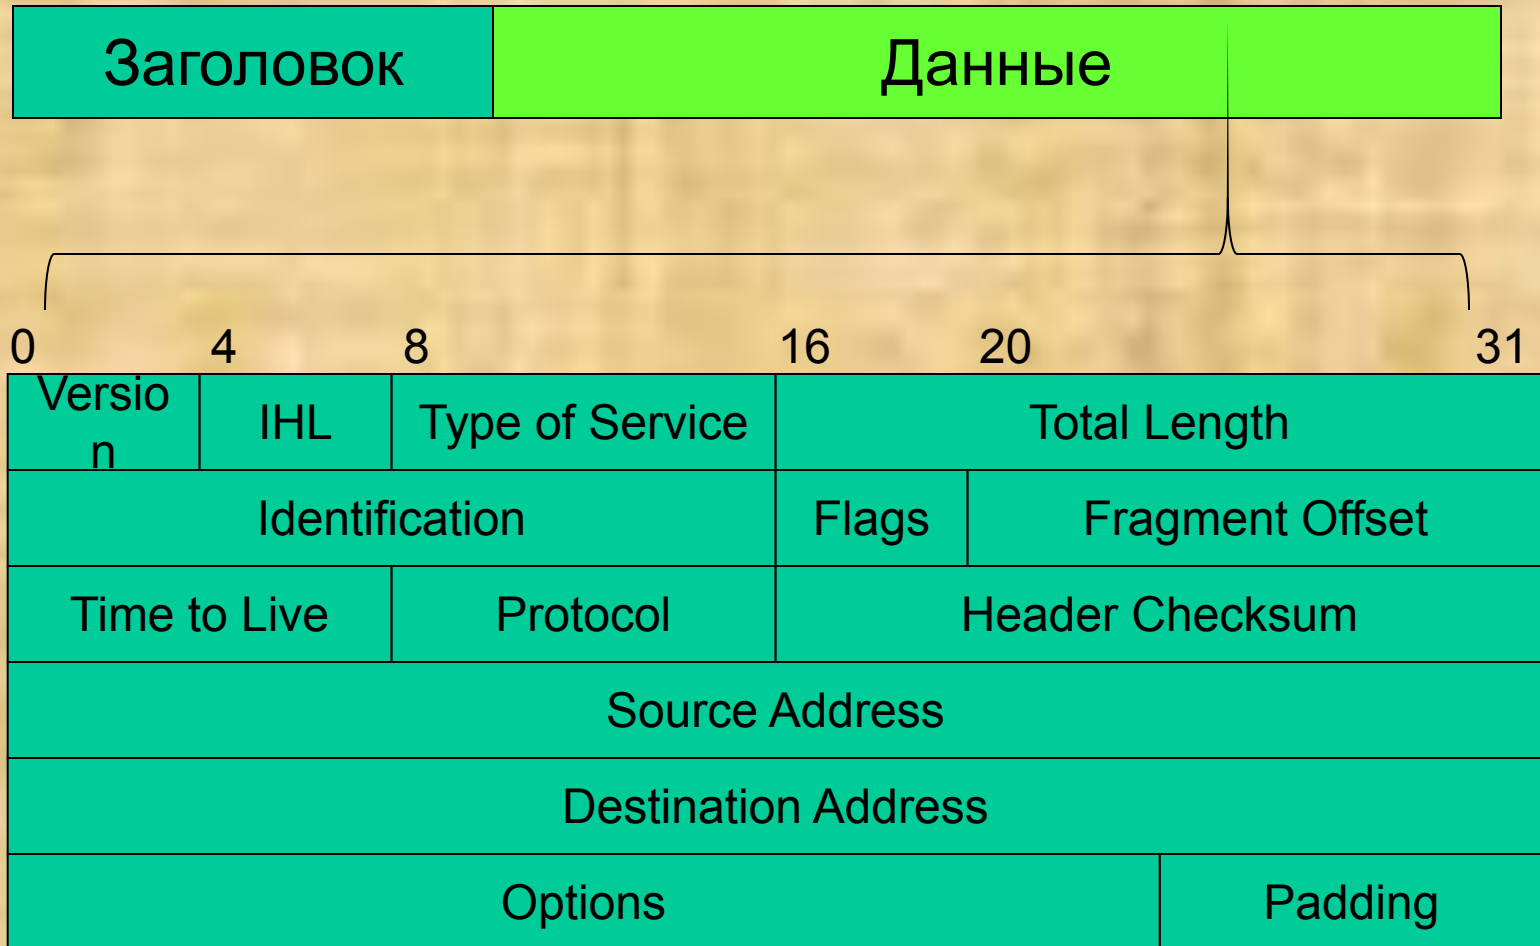 Заголовок Данные
0 4 8 16 20 31
Versio
n
IHL Type of Service Total Length
Identification Flags Fragment Offset
Time to Live Protocol Header Checksum
Source Address
Destination Address
Options Padding